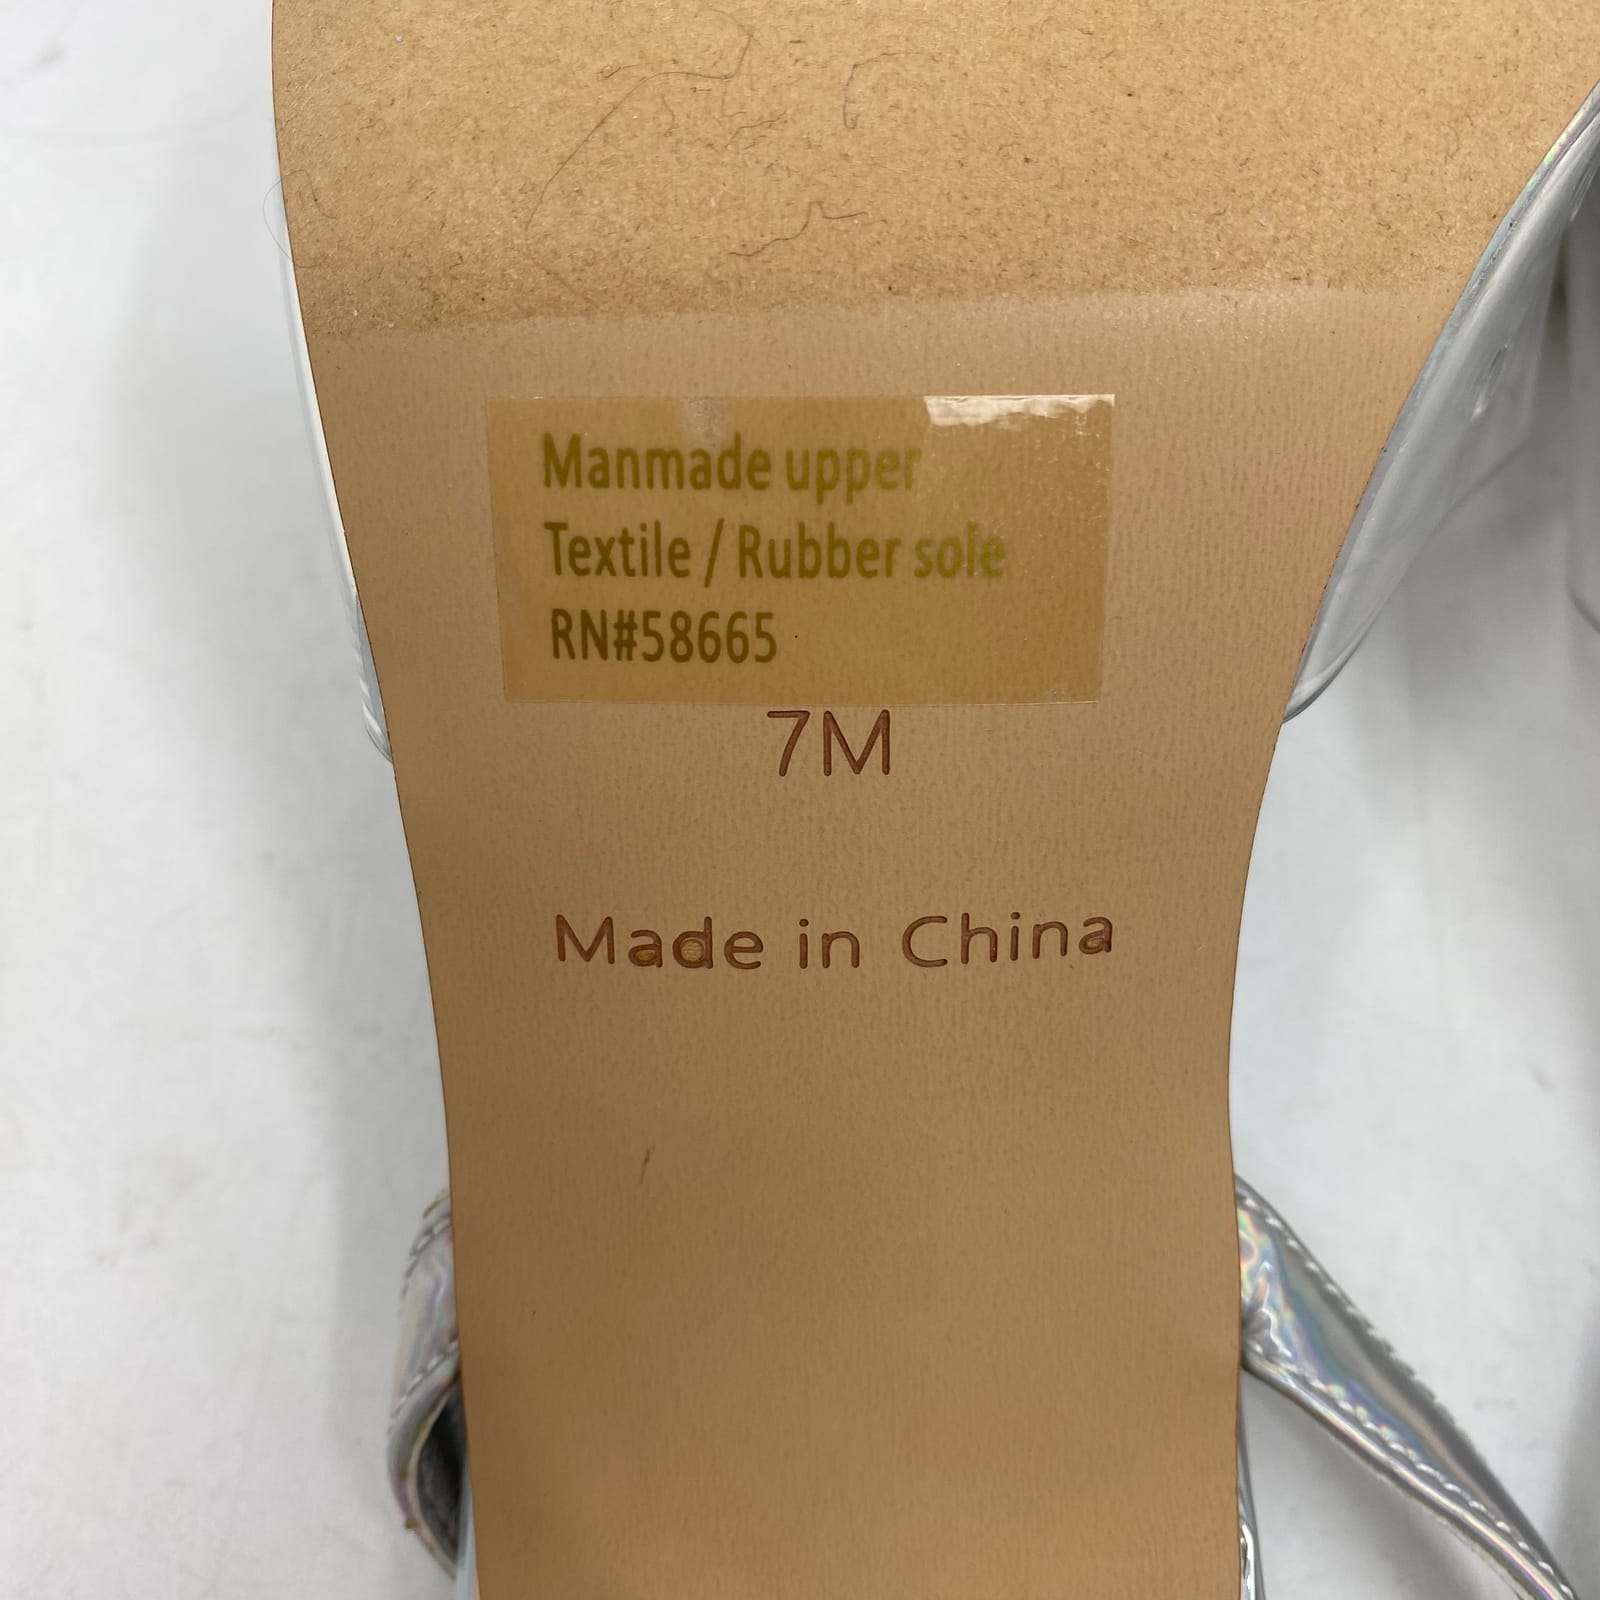 Manmade upper
Textile / Rubber sole
RN#58665
7M
Made in China